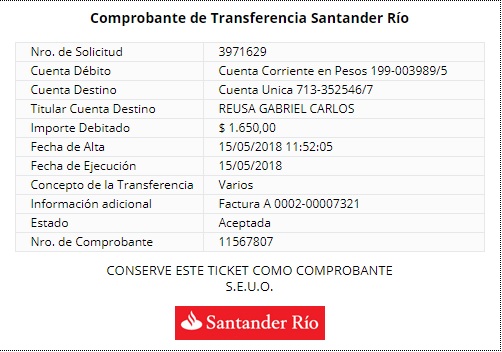 Comprobante de Transferencia Santander Río
Nro. de Solicitud 3971629
Cuenta Débito Cuenta Corriente en Pesos 199-003989/5
Cuenta Destino Cuenta Unica 713-352546/7
Titular Cuenta Destino REUSA GABRIEL CARLOS
Importe Debitado $ 1.650,00
Fecha de Alta 15/05/2018 11:52:05
Fecha de Ejecución 15/05/2018
Concepto de la Transferencia Varios
Información adicional Factura A 0002-00007321
Estado Aceptada
Nro. de Comprobante 11567807
CONSERVE ESTE TICKET COMO COMPROBANTE
S.E.U.O.
Santander Río